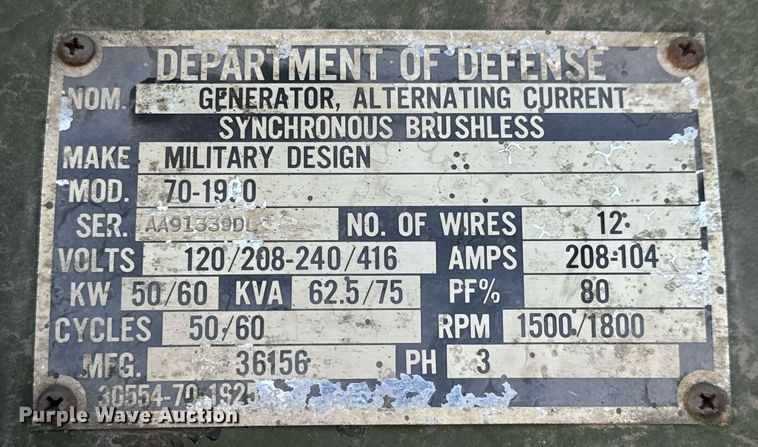 DEPARTMENT OF DEFENSE
NOM. GENERATOR, ALTERNATING CURRENT
SYNCHRONOUS BRUSHLESS
MAKE MILITARY DESIGN
MOD.
SER. NO. OF WIRES 12
VOLTS 120/208-240/416 AMPS 208-104
KW 50/60 KVA 62.5/75 PF% 80
CYCLES 50/60 RPM 1500/1800
MFG. 36156 PH 3
30554-70-1925
Purple Wave Auction